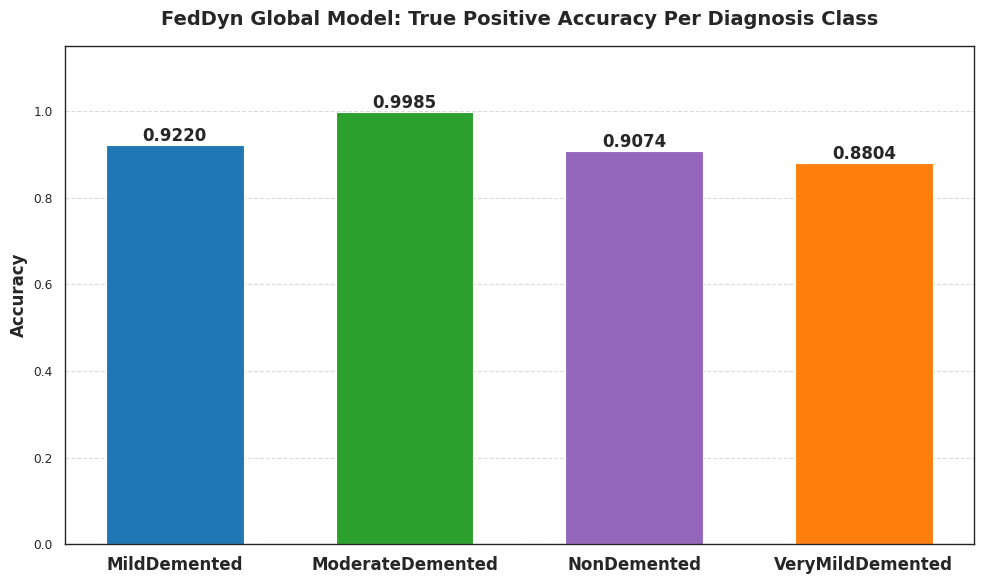 FedDyn Global Model: True Positive Accuracy Per Diagnosis Class
Accuracy
1.0
0.8
0.6
0.4
0.2
0.0
0.9220
0.9985
0.9074
0.8804
MildDemented
ModerateDemented
NonDemented
VeryMildDemented